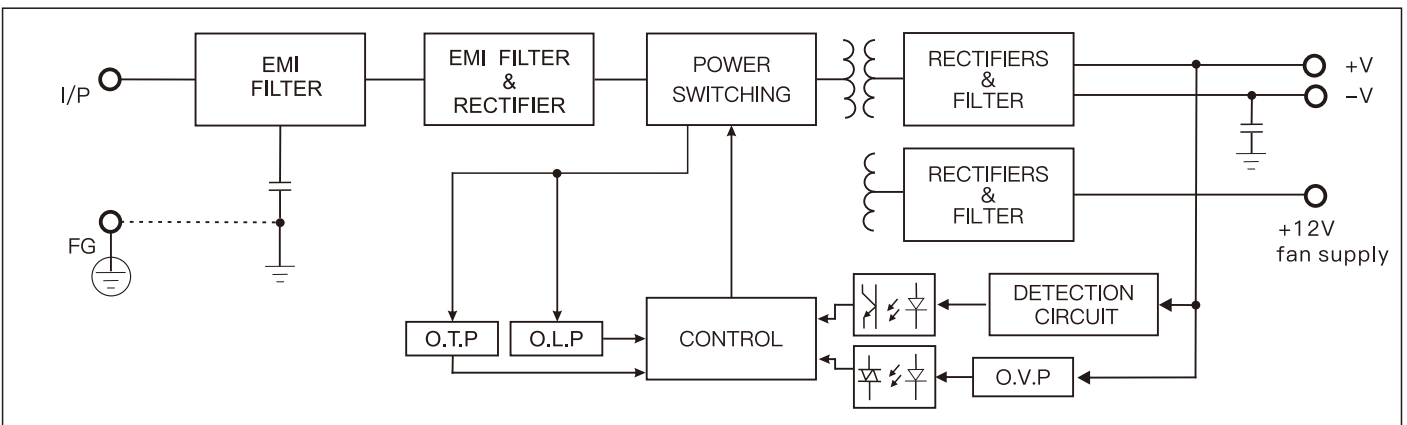 I/P
EMI
FILTER
EMI FILTER
&
RECTIFIER
POWER
SWITCHING
RECTIFIERS
&
FILTER
+V
−V
RECTIFIERS
&
FILTER
+12V
fan supply
FG
O.T.P
O.L.P
CONTROL
DETECTION
CIRCUIT
O.V.P